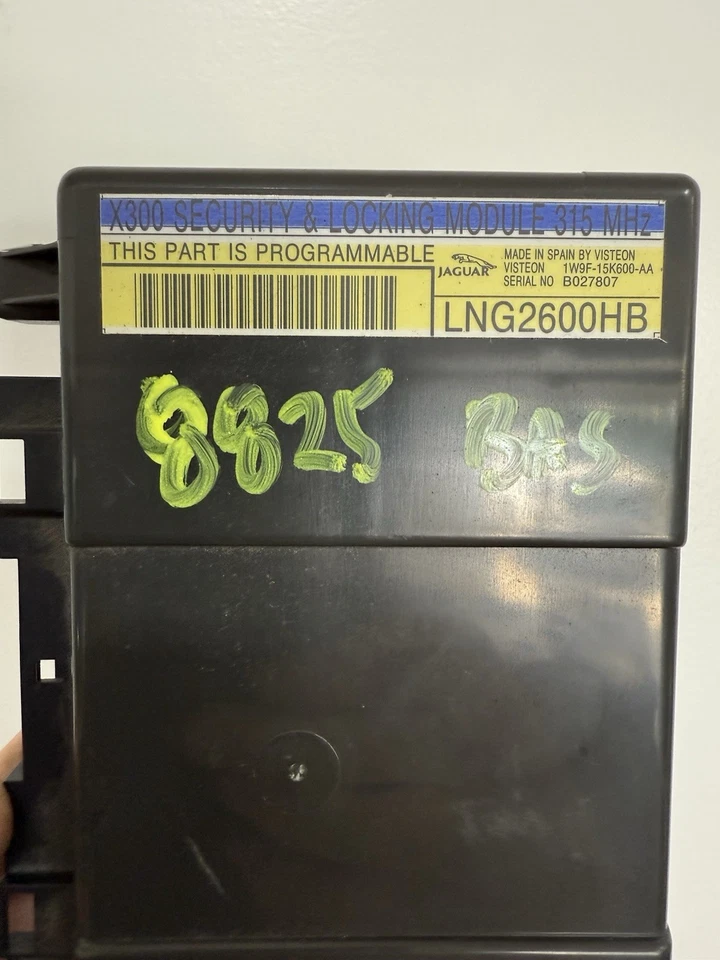 X300 SECURITY & LOCKING MODULE 315 MHz
THIS PART IS PROGRAMMABLE
JAGUAR
MADE IN SPAIN BY VISTEON
VISTEON 1W9F-15K600-AA
SERIAL NO B027807
LNG2600HB
8825 BAS